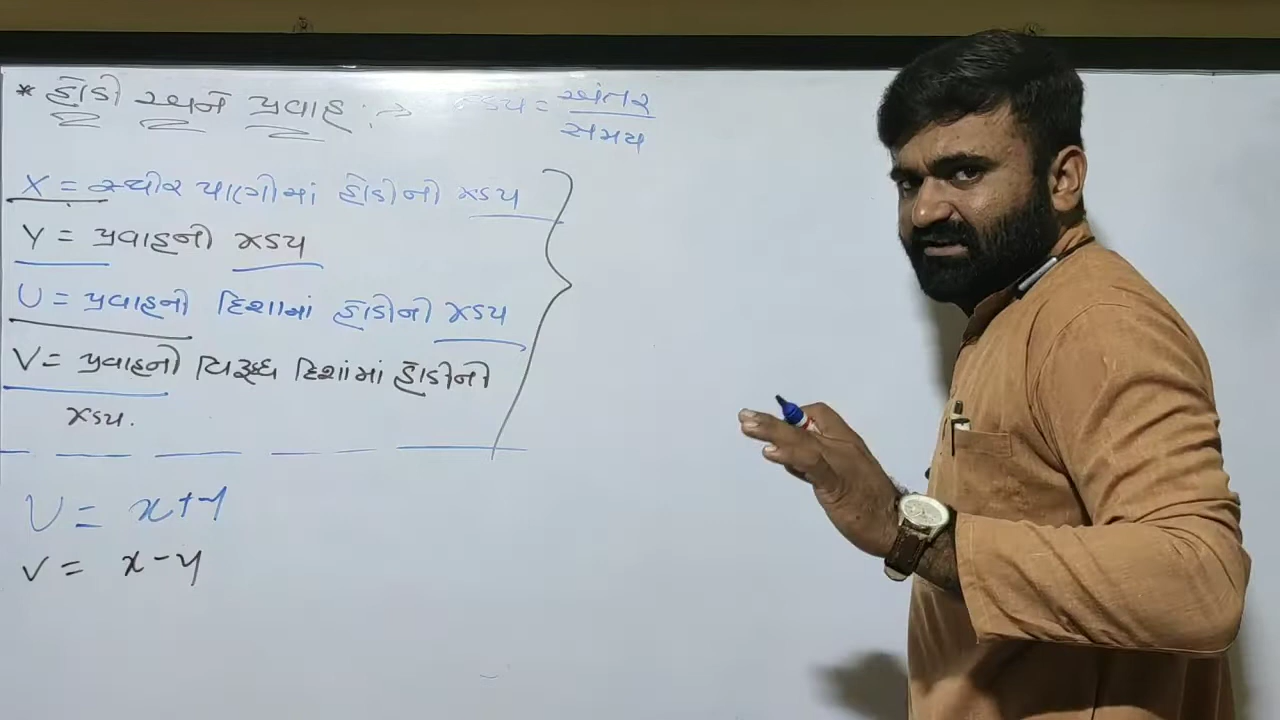 * હોડી અને પ્રવાહ :→ ઝડપ = અંતર / સમય
X = સ્થીર પાણીમાં હોડીની ઝડપ
Y = પ્રવાહની ઝડપ
U = પ્રવાહની દિશામાં હોડીની ઝડપ
V = પ્રવાહની વિરૂધ્ધ દિશામાં હોડીની
ઝડપ.
U = x+y
V = x-y